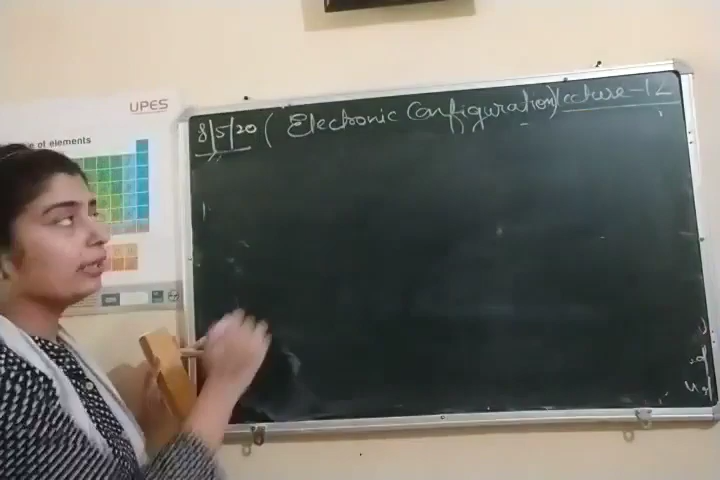 UPES
e of elements
8/5/20 ( Electronic Configuration) Lecture-12